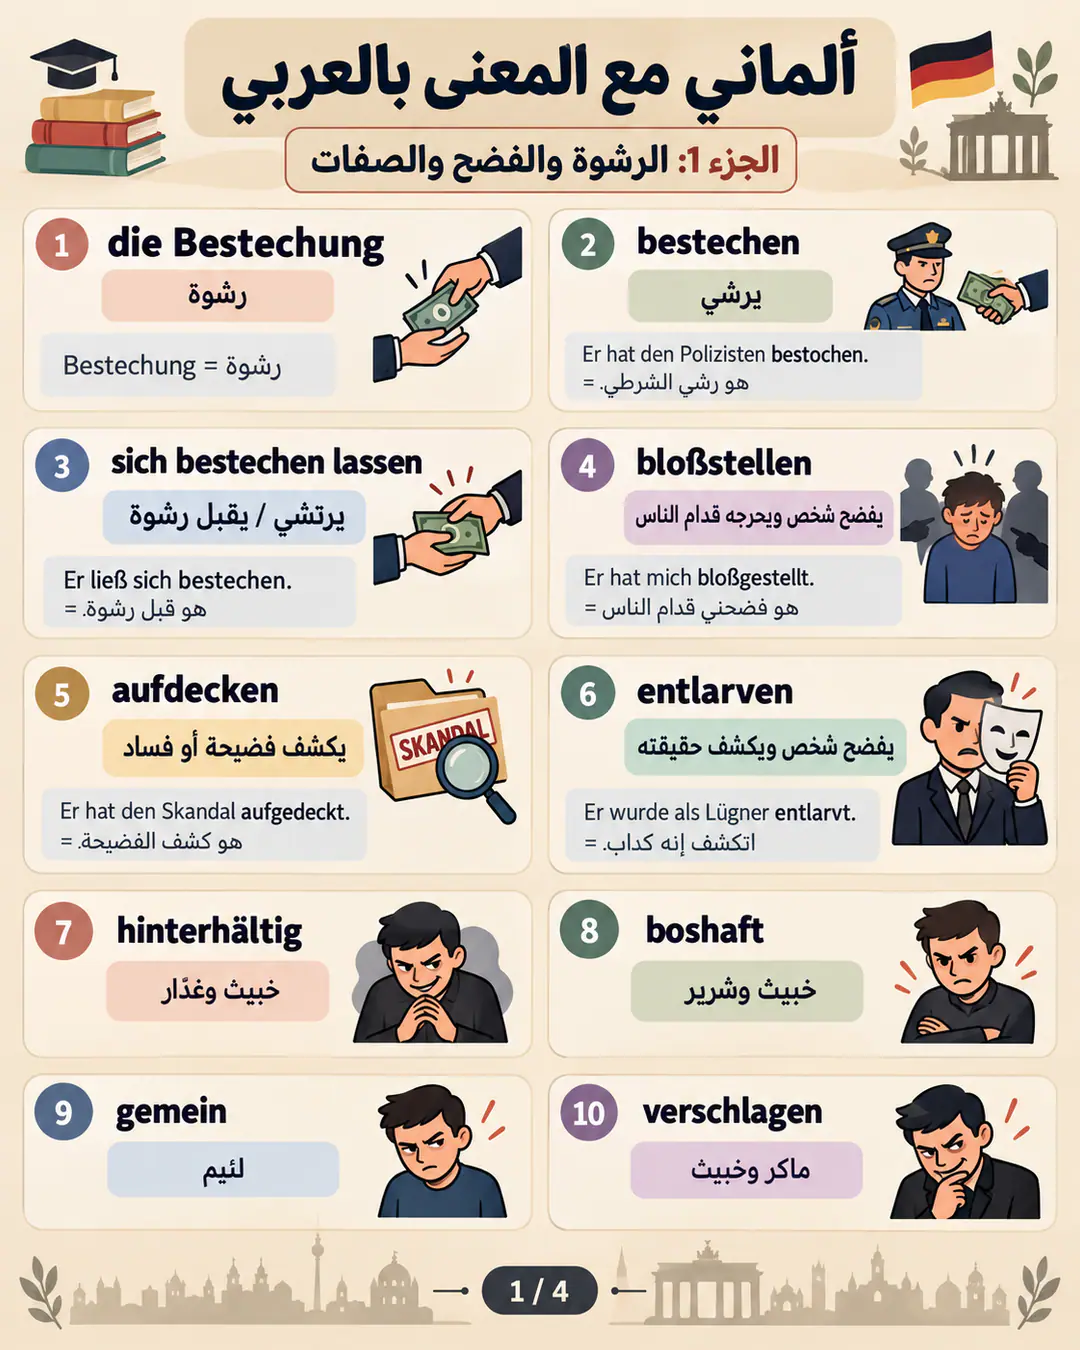 ألماني مع المعنى بالعربي
الجزء 1: الرشوة والفضح والصفات
1
die Bestechung
رشوة
Bestechung = رشوة
2
bestechen
يرشي
Er hat den Polizisten bestochen.
= هو رشي الشرطي.
3
sich bestechen lassen
يرتشي / يقبل رشوة
Er ließ sich bestechen.
= هو قبل رشوة.
4
bloßstellen
يفضح شخص ويحرجه قدام الناس
Er hat mich bloßgestellt.
= هو فضحني قدام الناس
5
aufdecken
يكشف فضيحة أو فساد
SKANDAL
Er hat den Skandal aufgedeckt.
= هو كشف الفضيحة.
6
entlarven
يفضح شخص ويكشف حقيقته
Er wurde als Lügner entlarvt.
= اتكشف إنه كداب.
7
hinterhältig
خبيث وغدّار
8
boshaft
خبيث وشرير
9
gemein
لئيم
10
verschlagen
ماكر وخبيث
1 / 4